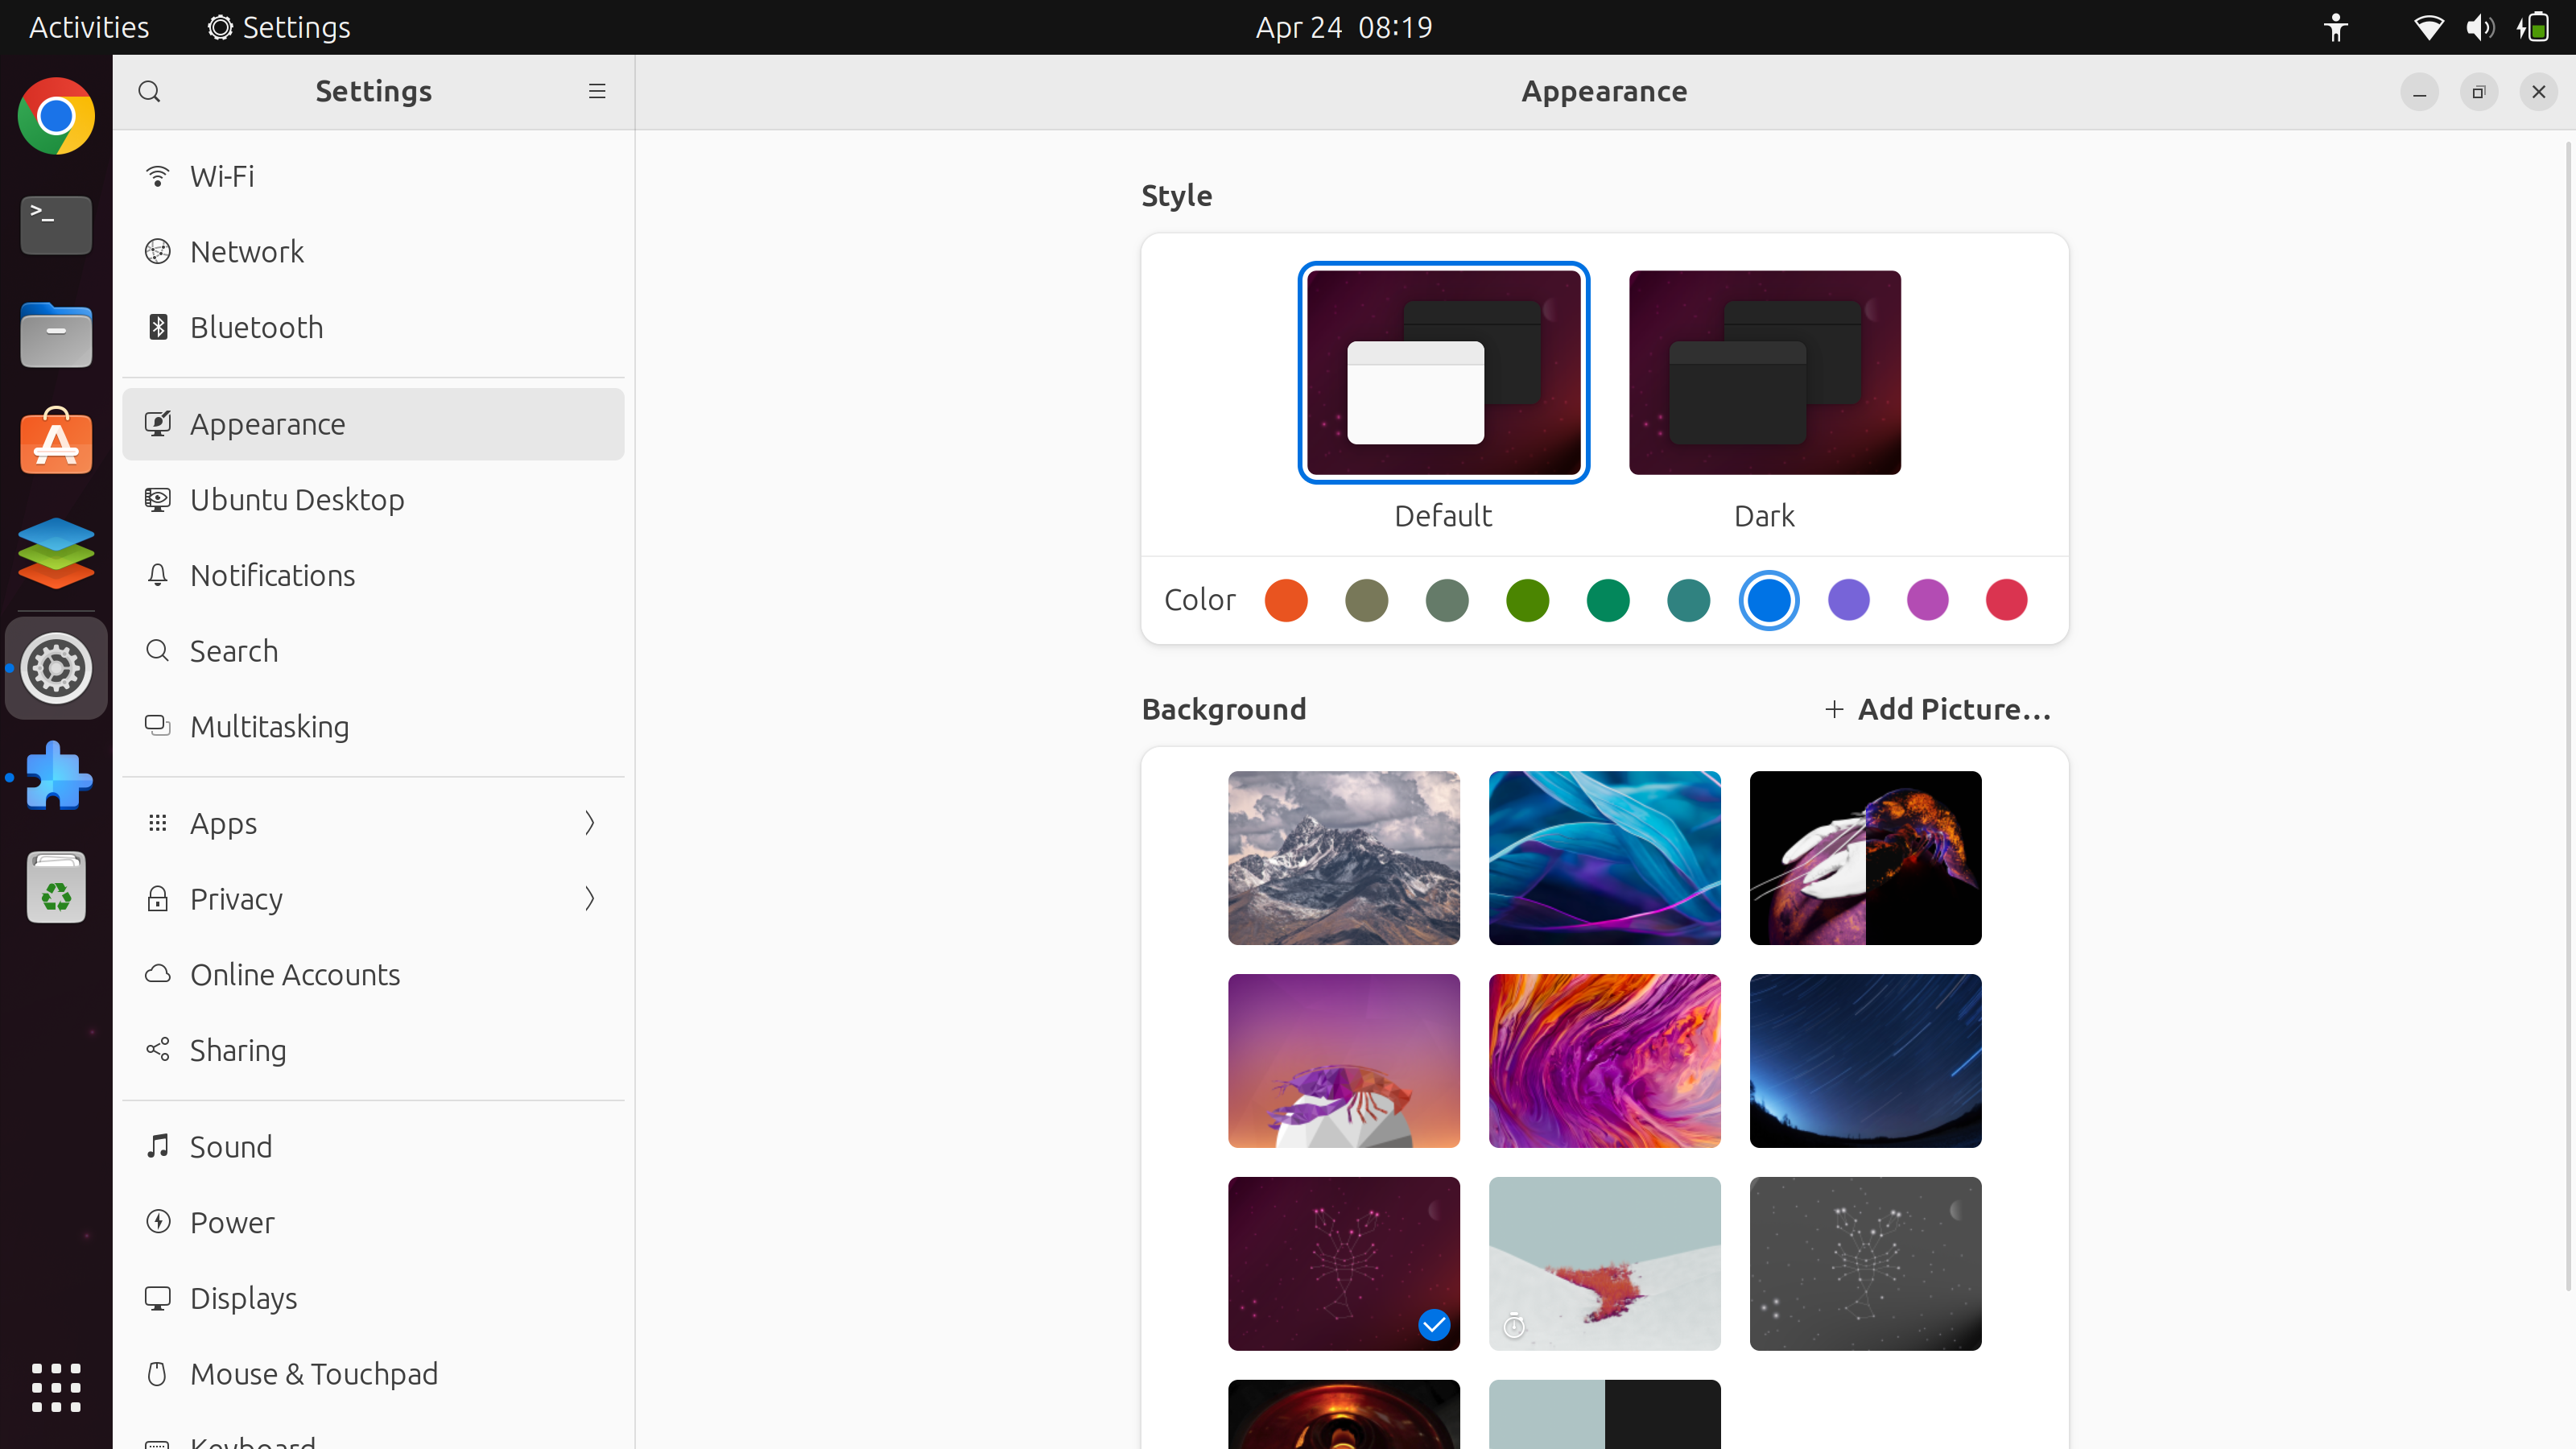 Activities
Settings
Apr 24 08:19
Settings
Appearance
Wi-Fi
Network
Bluetooth
Appearance
Ubuntu Desktop
Notifications
Search
Multitasking
Apps
Privacy
Online Accounts
Sharing
Sound
Power
Displays
Mouse & Touchpad
Keyboard
Style
Default
Dark
Color
Background
+ Add Picture...